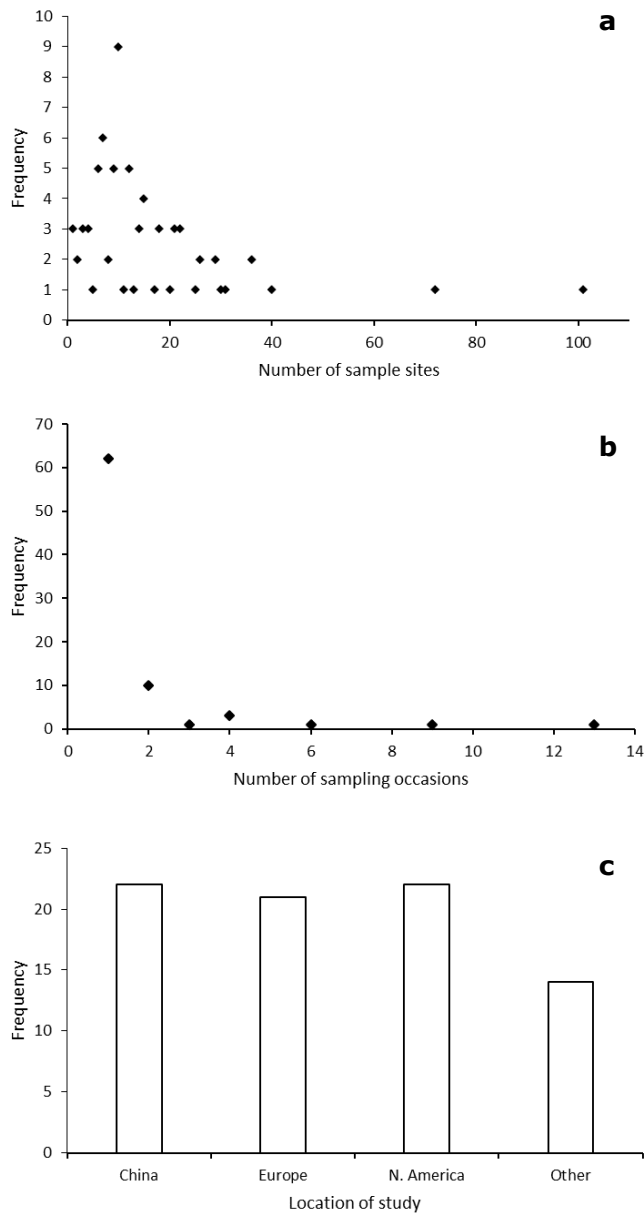 a
10
9
8
7
6
5
4
3
2
1
0
Frequency
0 20 40 60 80 100
Number of sample sites
b
70
60
50
40
30
20
10
0
Frequency
0 2 4 6 8 10 12 14
Number of sampling occasions
c
25
20
15
10
5
0
Frequency
China Europe N. America Other
Location of study